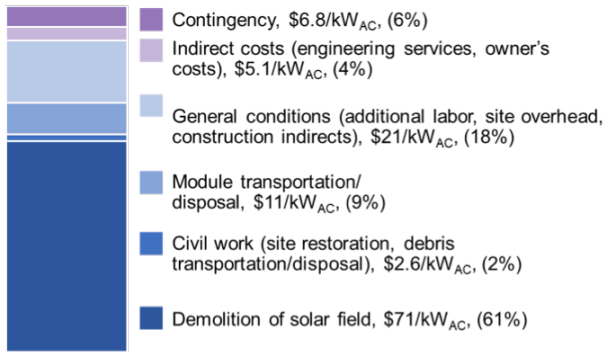 Contingency, $6.8/kWAC, (6%)
Indirect costs (engineering services, owner's
costs), $5.1/kWAC, (4%)
General conditions (additional labor, site overhead,
construction indirects), $21/kWAC, (18%)
Module transportation/
disposal, $11/kWAC, (9%)
Civil work (site restoration, debris
transportation/disposal), $2.6/kWAC, (2%)
Demolition of solar field, $71/kWAC, (61%)